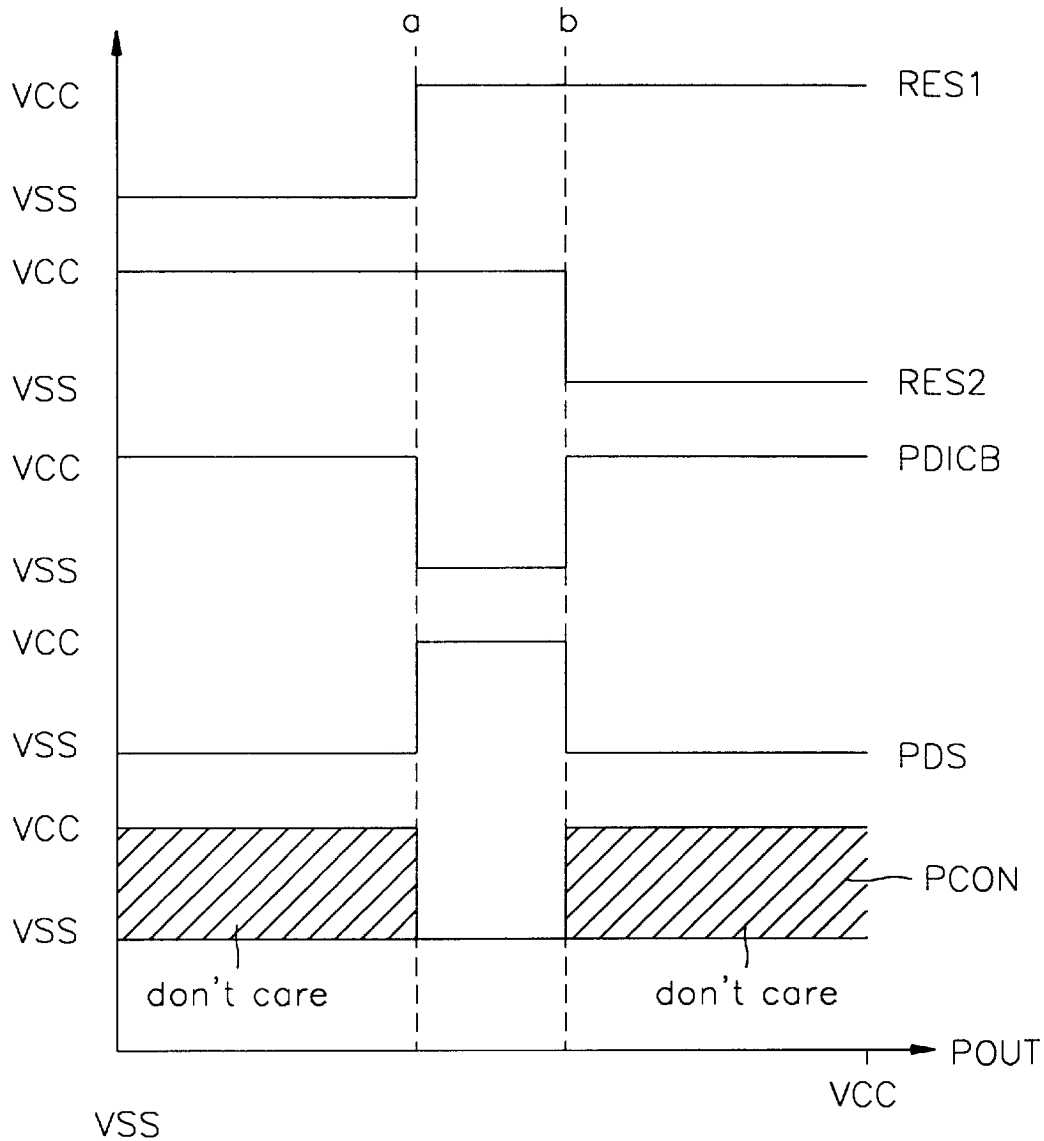 a b
VCC RES1
VSS
VCC
VSS RES2
VCC PDICB
VSS
VCC
VSS PDS
VCC
PCON
VSS
don't care don't care
POUT
VCC
VSS